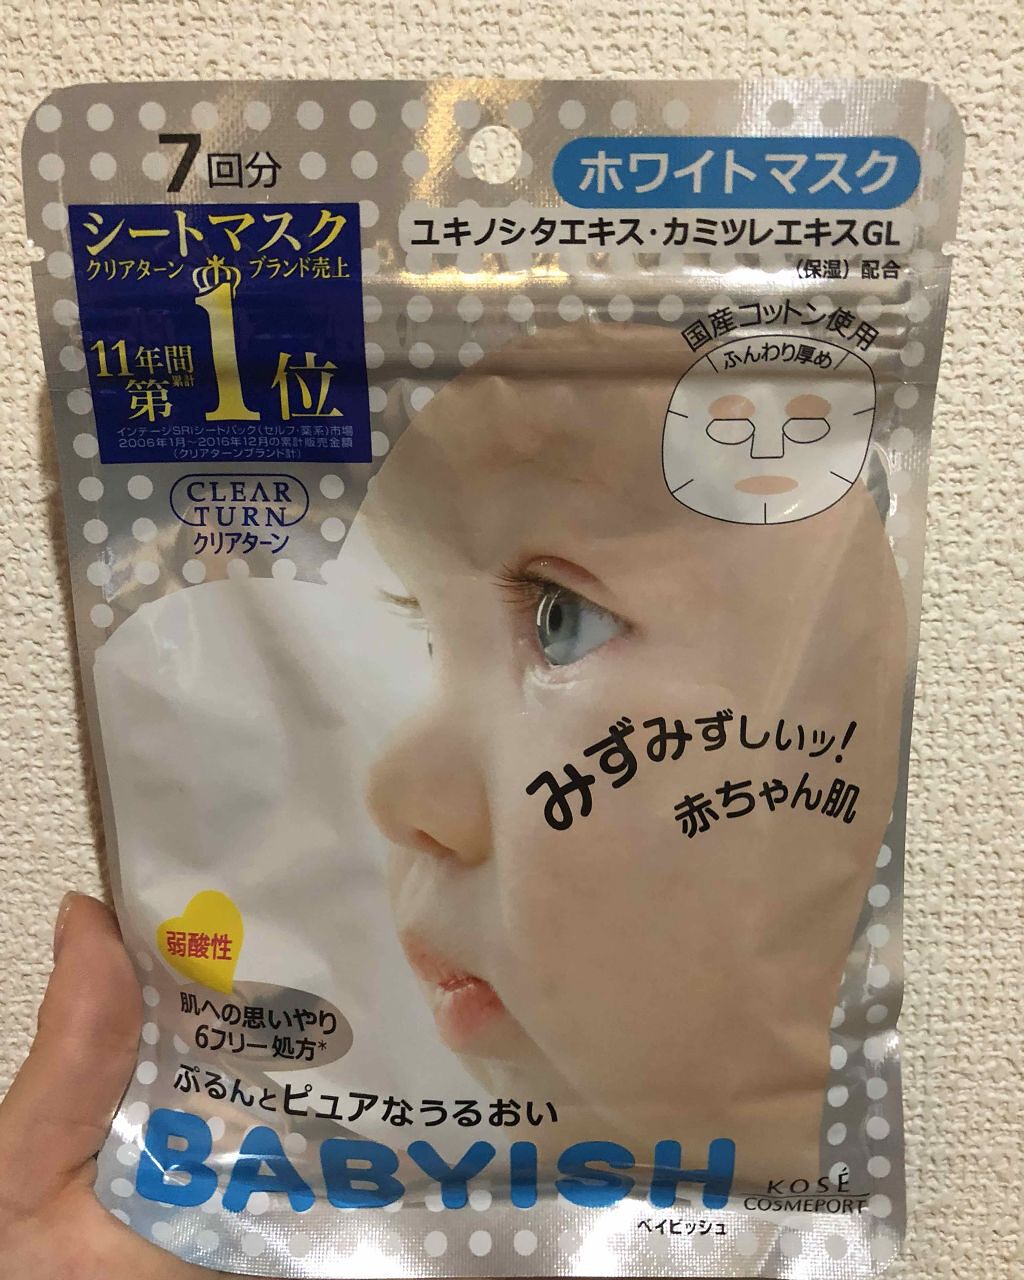 7回分
ホワイトマスク
ユキノシタエキス・カミツレエキスGL
(保湿) 配合
シートマスク
クリアターン ブランド売上
11年間
累計
第1位
インテージSRIシートパック(セルフ・薬系)市場
2006年1月~2016年12月の累計販売金額
(クリアターンブランド計)
国産コットン使用
ふんわり厚め
CLEAR
TURN
クリアターン
みずみずしいッ!
赤ちゃん肌
弱酸性
肌への思いやり
6フリー処方*
ぷるんとピュアなうるおい
BABYISH
ベイビッシュ
KOSÉ
COSMEPORT